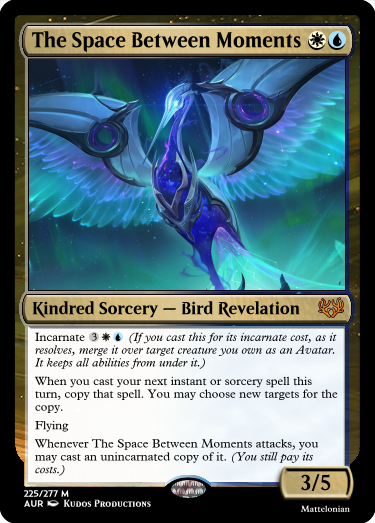 The Space Between Moments
Kindred Sorcery — Bird Revelation
Incarnate 3 (If you cast this for its incarnate cost, as it
resolves, merge it over target creature you own as an Avatar.
It keeps all abilities from under it.)
When you cast your next instant or sorcery spell this
turn, copy that spell. You may choose new targets for the
copy.
Flying
Whenever The Space Between Moments attacks, you
may cast an unincarnated copy of it. (You still pay its
costs.)
3/5
225/277 M
AUR Kudos Productions
Mattelonian